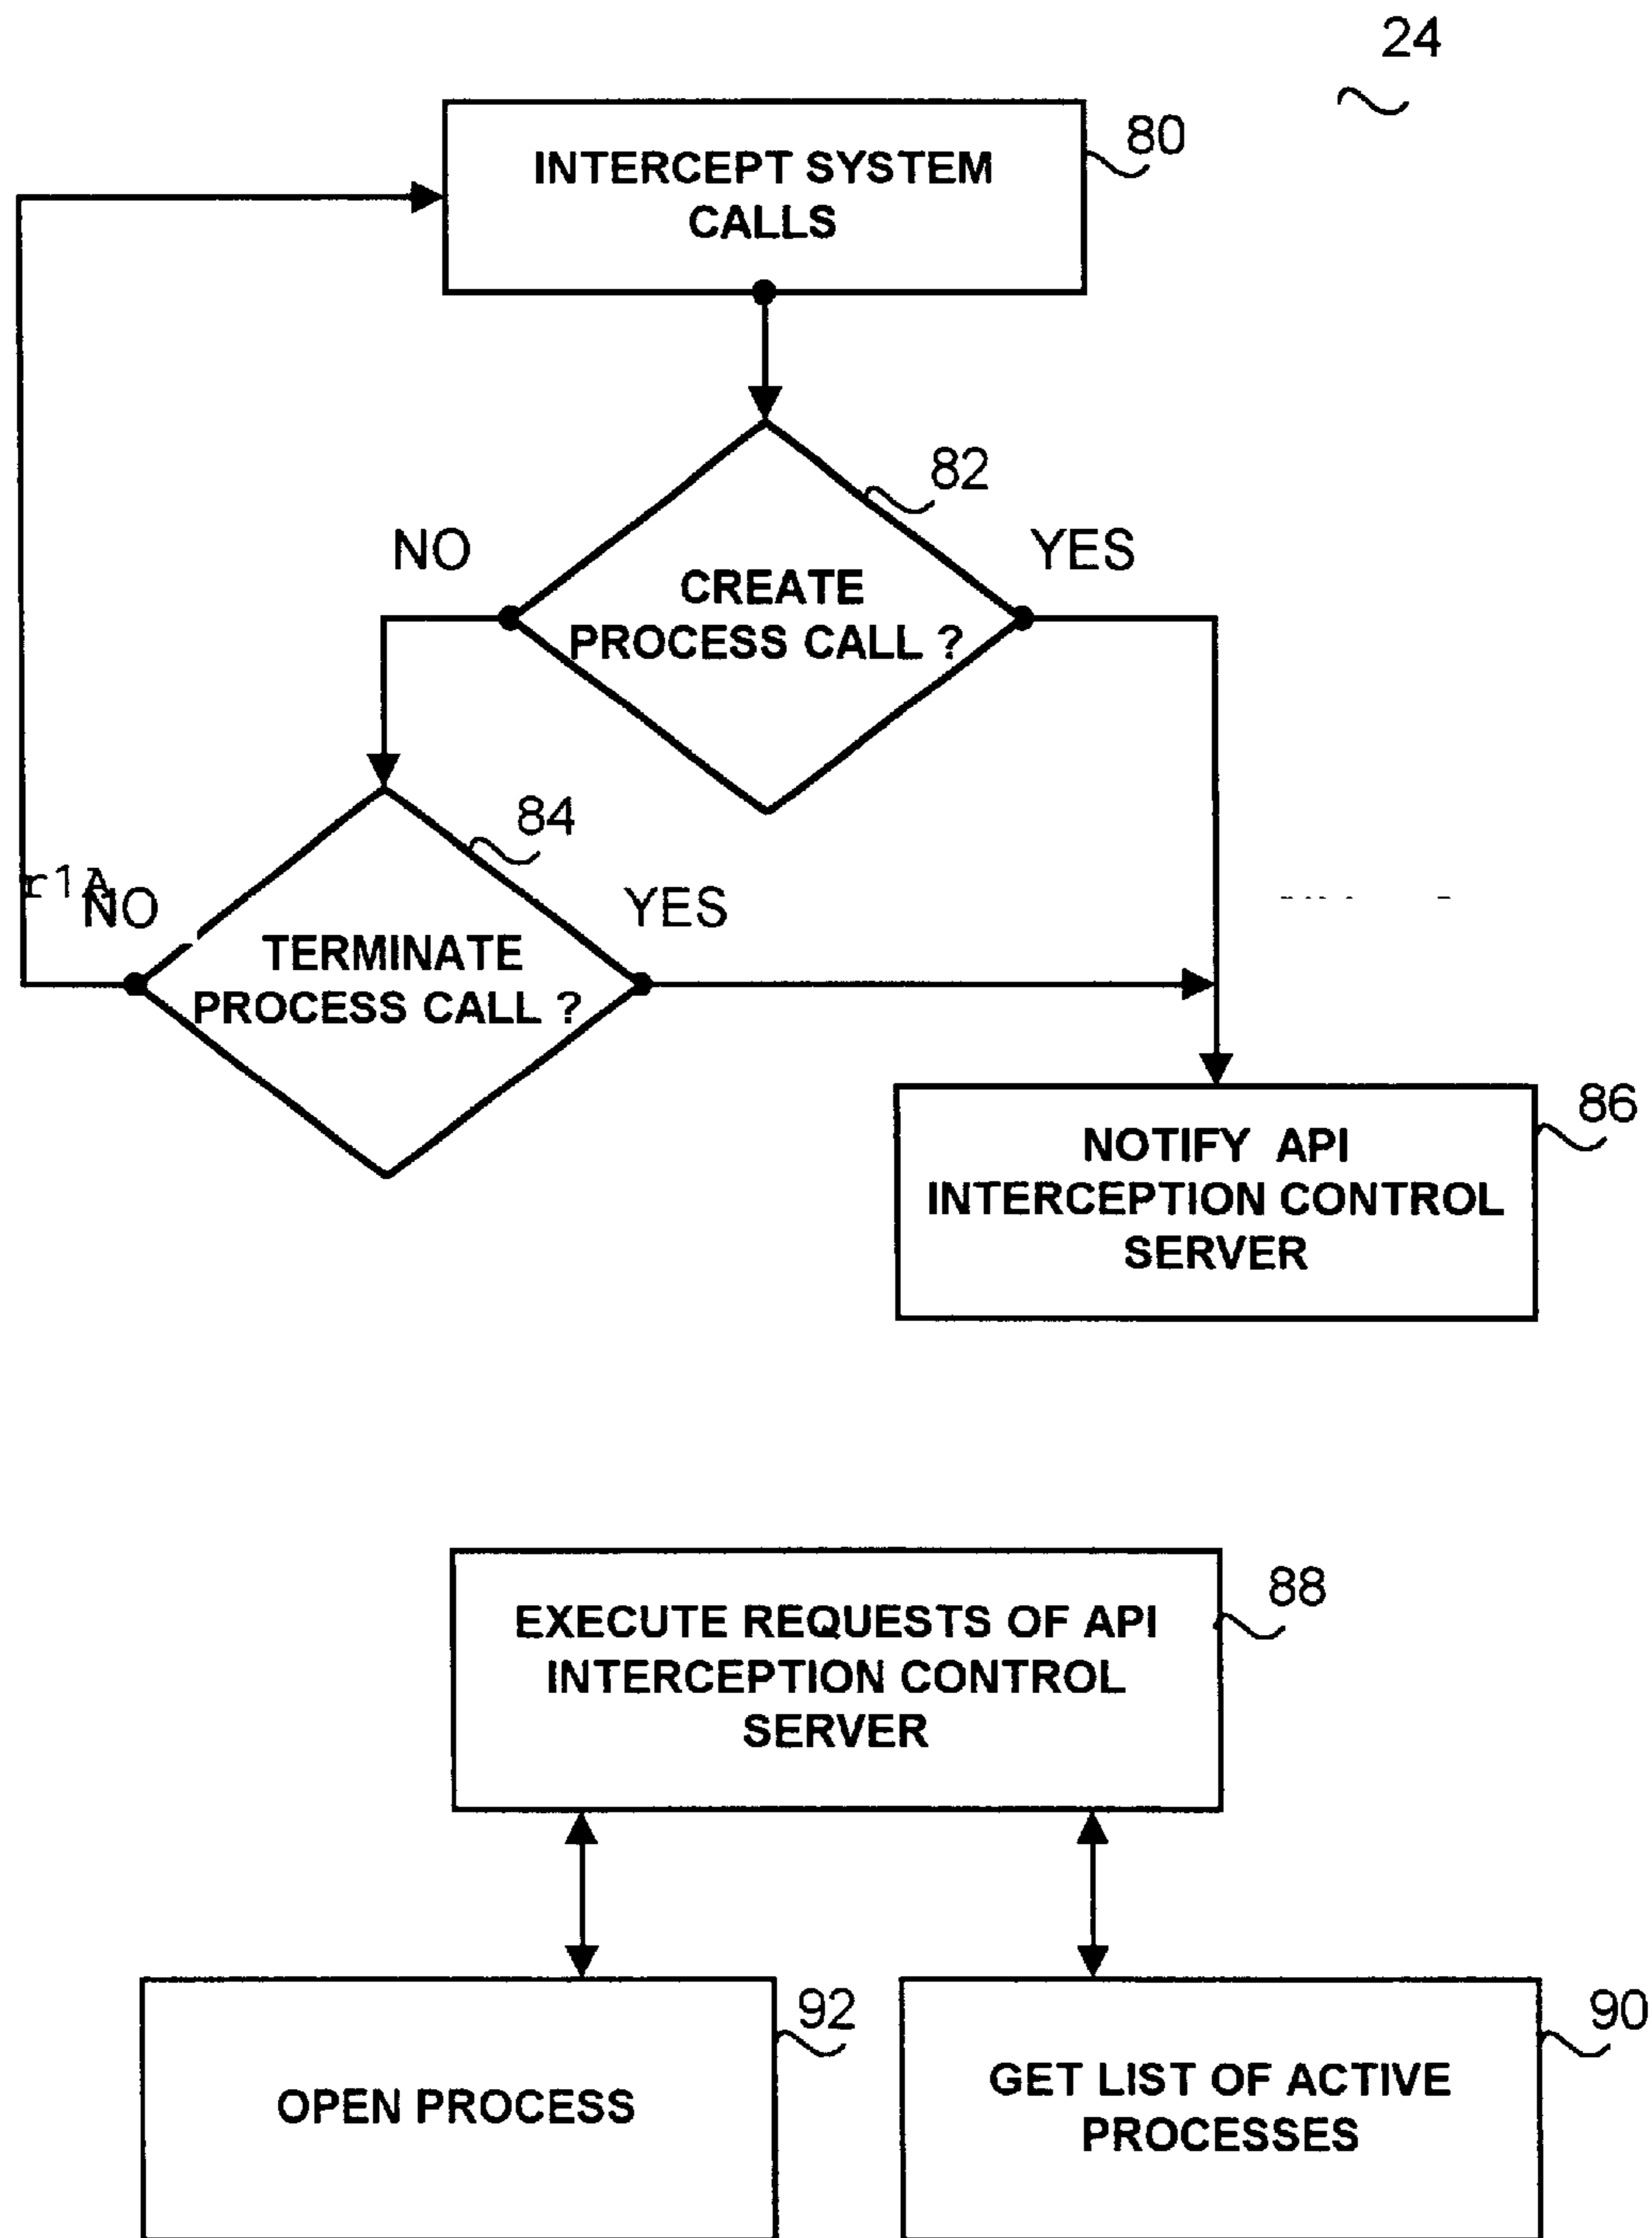 24
INTERCEPT SYSTEM
CALLS
80
82
NO
YES
CREATE
PROCESS CALL ?
84
r1A
NO
YES
TERMINATE
PROCESS CALL ?
86
NOTIFY API
INTERCEPTION CONTROL
SERVER
88
EXECUTE REQUESTS OF API
INTERCEPTION CONTROL
SERVER
92
OPEN PROCESS
90
GET LIST OF ACTIVE
PROCESSES